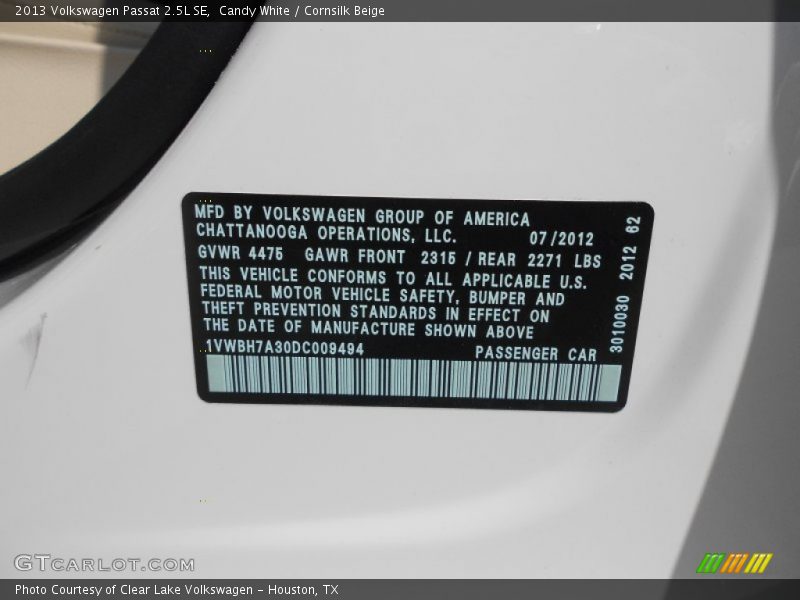 2013 Volkswagen Passat 2.5L SE, Candy White / Cornsilk Beige
MFD BY VOLKSWAGEN GROUP OF AMERICA
CHATTANOOGA OPERATIONS, LLC. 07/2012
GVWR 4475 GAWR FRONT 2315 / REAR 2271 LBS
THIS VEHICLE CONFORMS TO ALL APPLICABLE U.S.
FEDERAL MOTOR VEHICLE SAFETY, BUMPER AND
THEFT PREVENTION STANDARDS IN EFFECT ON
THE DATE OF MANUFACTURE SHOWN ABOVE
1VWBH7A30DC009494 PASSENGER CAR
3010030 2012 62
GTCARLOT.COM
Photo Courtesy of Clear Lake Volkswagen – Houston, TX